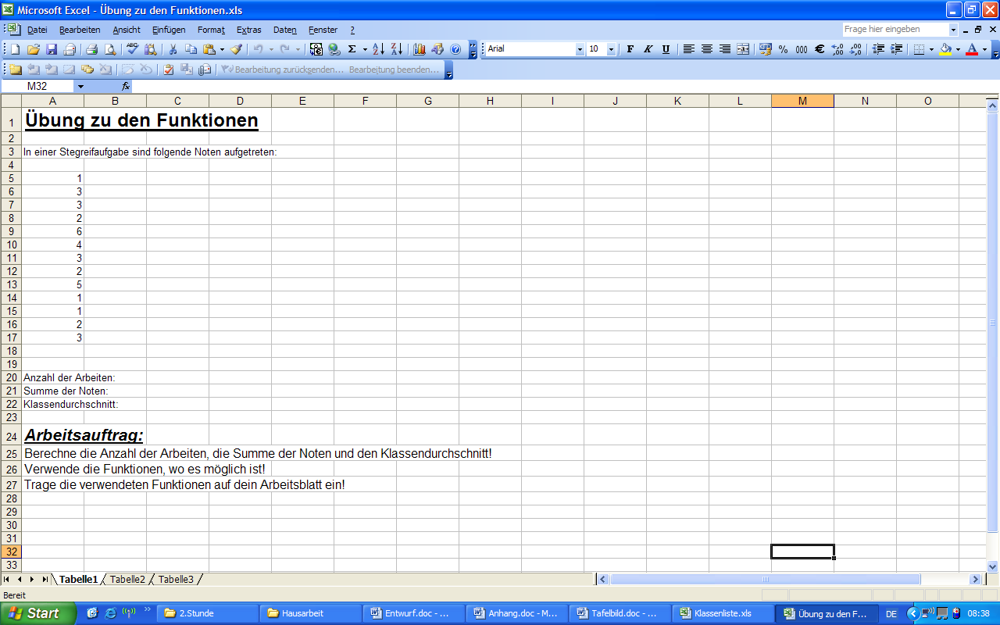 Microsoft Excel - Übung zu den Funktionen.xls
Datei Bearbeiten Ansicht Einfügen Format Extras Daten Fenster ? Frage hier eingeben
Arial 10 F K U % 000 €
Bearbeitung zurücksenden... Bearbeitung beenden...
M32 fx
A B C D E F G H I J K L M N O
1 Übung zu den Funktionen
2
3 In einer Stegreifaufgabe sind folgende Noten aufgetreten:
4
5 1
6 3
7 3
8 2
9 6
10 4
11 3
12 2
13 5
14 1
15 1
16 2
17 3
18
19
20 Anzahl der Arbeiten:
21 Summe der Noten:
22 Klassendurchschnitt:
23
24 Arbeitsauftrag:
25 Berechne die Anzahl der Arbeiten, die Summe der Noten und den Klassendurchschnitt!
26 Verwende die Funktionen, wo es möglich ist!
27 Trage die verwendeten Funktionen auf dein Arbeitsblatt ein!
28
29
30
31
32
33
Tabelle1 Tabelle2 Tabelle3
Bereit
Start 2.Stunde Hausarbeit Entwurf.doc - ... Anhang.doc - M... Tafelbild.doc - ... Klassenliste.xls Übung zu den F... DE 08:38